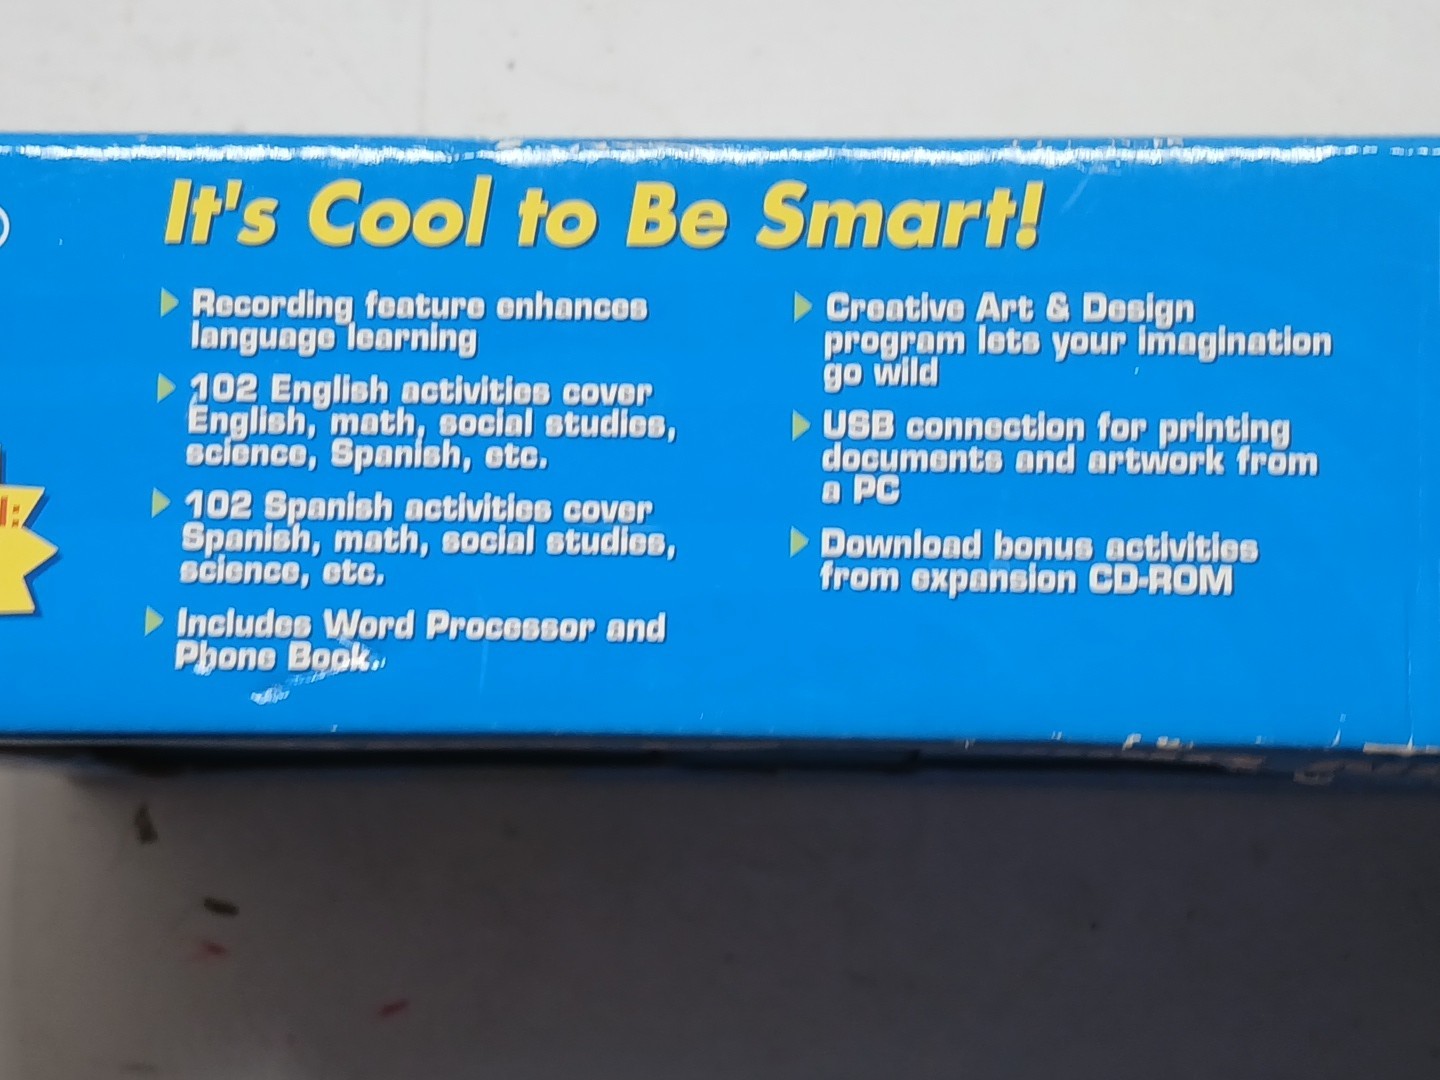 It's Cool to Be Smart!
Recording feature enhances
language learning
102 English activities cover
English, math, social studies,
science, Spanish, etc.
102 Spanish activities cover
Spanish, math, social studies,
science, etc.
Includes Word Processor and
Phone Book.
Creative Art & Design
program lets your imagination
go wild
USB connection for printing
documents and artwork from
a PC
Download bonus activities
from expansion CD-ROM